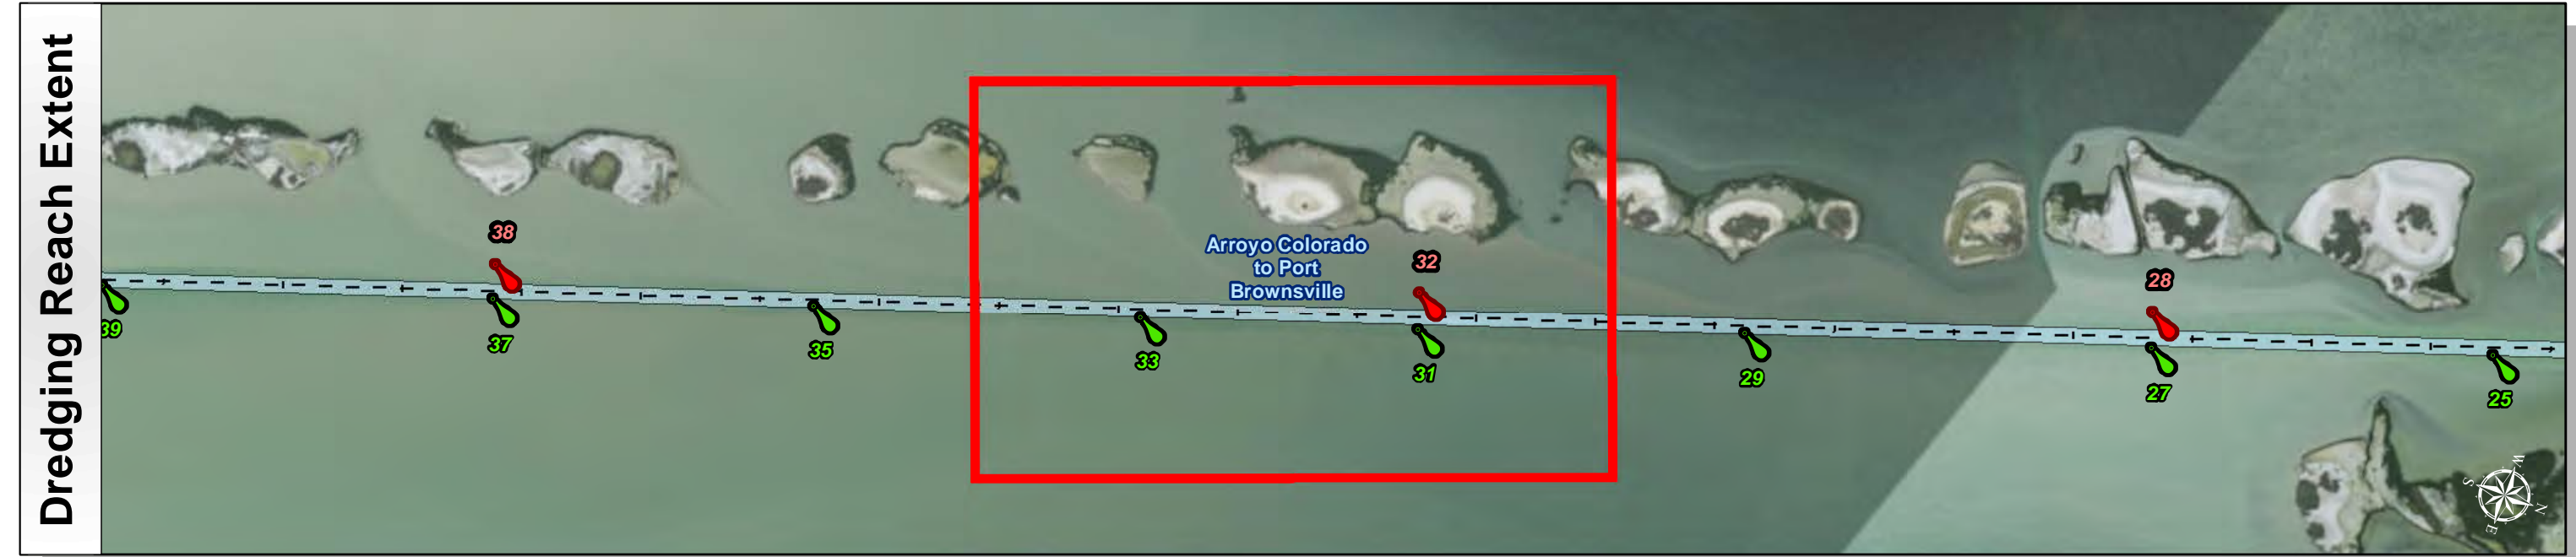 Dredging Reach Extent
38
32
28
Arroyo Colorado
to Port
Brownsville
39
37
35
33
31
29
27
25
W
S
N
E